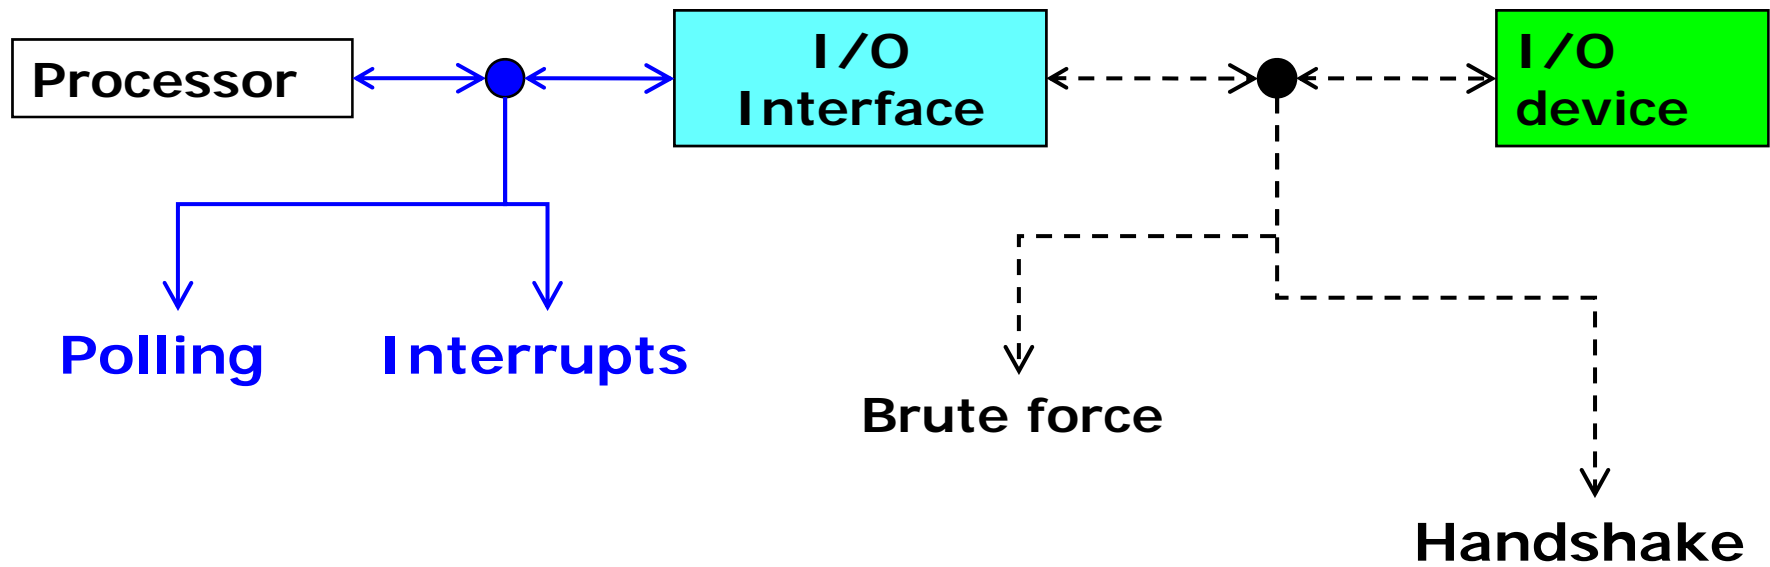 Processor
I/O
Interface
I/O
device
Polling
Interrupts
Brute force
Handshake